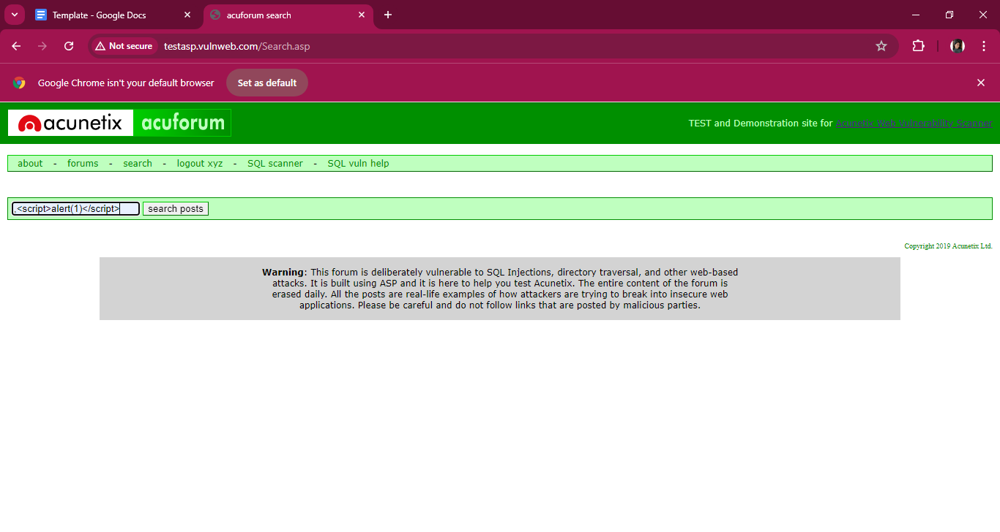 Template - Google Docs
acuforum search
Not secure
testasp.vulnweb.com/Search.asp
Google Chrome isn't your default browser
Set as default
acunetix acuforum
TEST and Demonstration site for Acunetix Web Vulnerability Scanner
about - forums - search - logout xyz - SQL scanner - SQL vuln help
,<script>alert(1)</script>
search posts
Copyright 2019 Acunetix Ltd.
Warning: This forum is deliberately vulnerable to SQL Injections, directory traversal, and other web-based
attacks. It is built using ASP and it is here to help you test Acunetix. The entire content of the forum is
erased daily. All the posts are real-life examples of how attackers are trying to break into insecure web
applications. Please be careful and do not follow links that are posted by malicious parties.